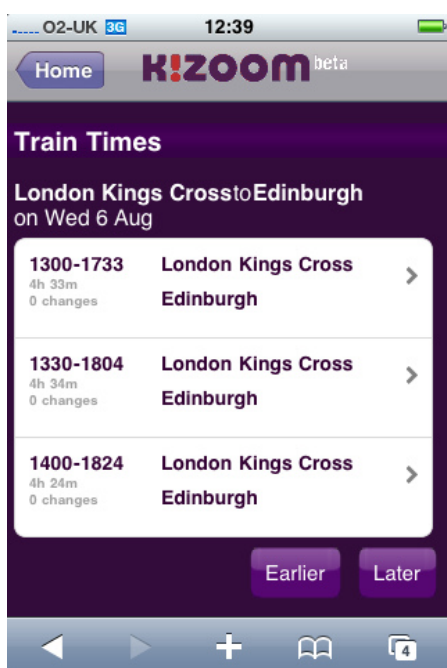 O2-UK 3G 12:39
Home K!ZOOM beta
Train Times
London Kings CrosstoEdinburgh
on Wed 6 Aug
1300-1733 London Kings Cross
4h 33m
0 changes Edinburgh
1330-1804 London Kings Cross
4h 34m
0 changes Edinburgh
1400-1824 London Kings Cross
4h 24m
0 changes Edinburgh
Earlier Later
4